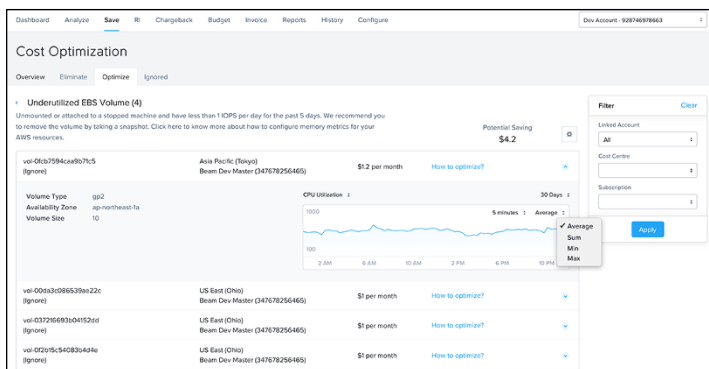 Dashboard Analyze Save RI Chargeback Budget Invoice Reports History Configure
Dev Account - 928746978663
Cost Optimization
Overview Eliminate Optimize Ignored
Underutilized EBS Volume (4)
Unmounted or attached to a stopped machine and have less than 1 IOPS per day for the past 5 days. We recommend you
to remove the volume by taking a snapshot. Click here to know more about how to configure memory metrics for your
AWS resources.
Potential Saving
$4.2
Filter Clear
Linked Account
All
Cost Centre
Subscription
Apply
vol-0fcb7594caa9b71c5 Asia Pacific (Tokyo)
(Ignore) Beam Dev Master (347678256465)
$1.2 per month How to optimize?
Volume Type gp2
Availability Zone ap-northeast-1a
Volume Size 10
CPU Utilization 30 Days
1000 5 minutes Average
100
2 AM 6 AM 10 AM 2 PM 6 PM 10 PM
✓ Average
Sum
Min
Max
vol-00da3c086539ae22c US East (Ohio)
(Ignore) Beam Dev Master (347678256465)
$1 per month How to optimize?
vol-037216693b04152dd US East (Ohio)
(Ignore) Beam Dev Master (347678256465)
$1 per month How to optimize?
vol-0f2b15c54083b4d4e US East (Ohio)
(Ignore) Beam Dev Master (347678256465)
$1 per month How to optimize?